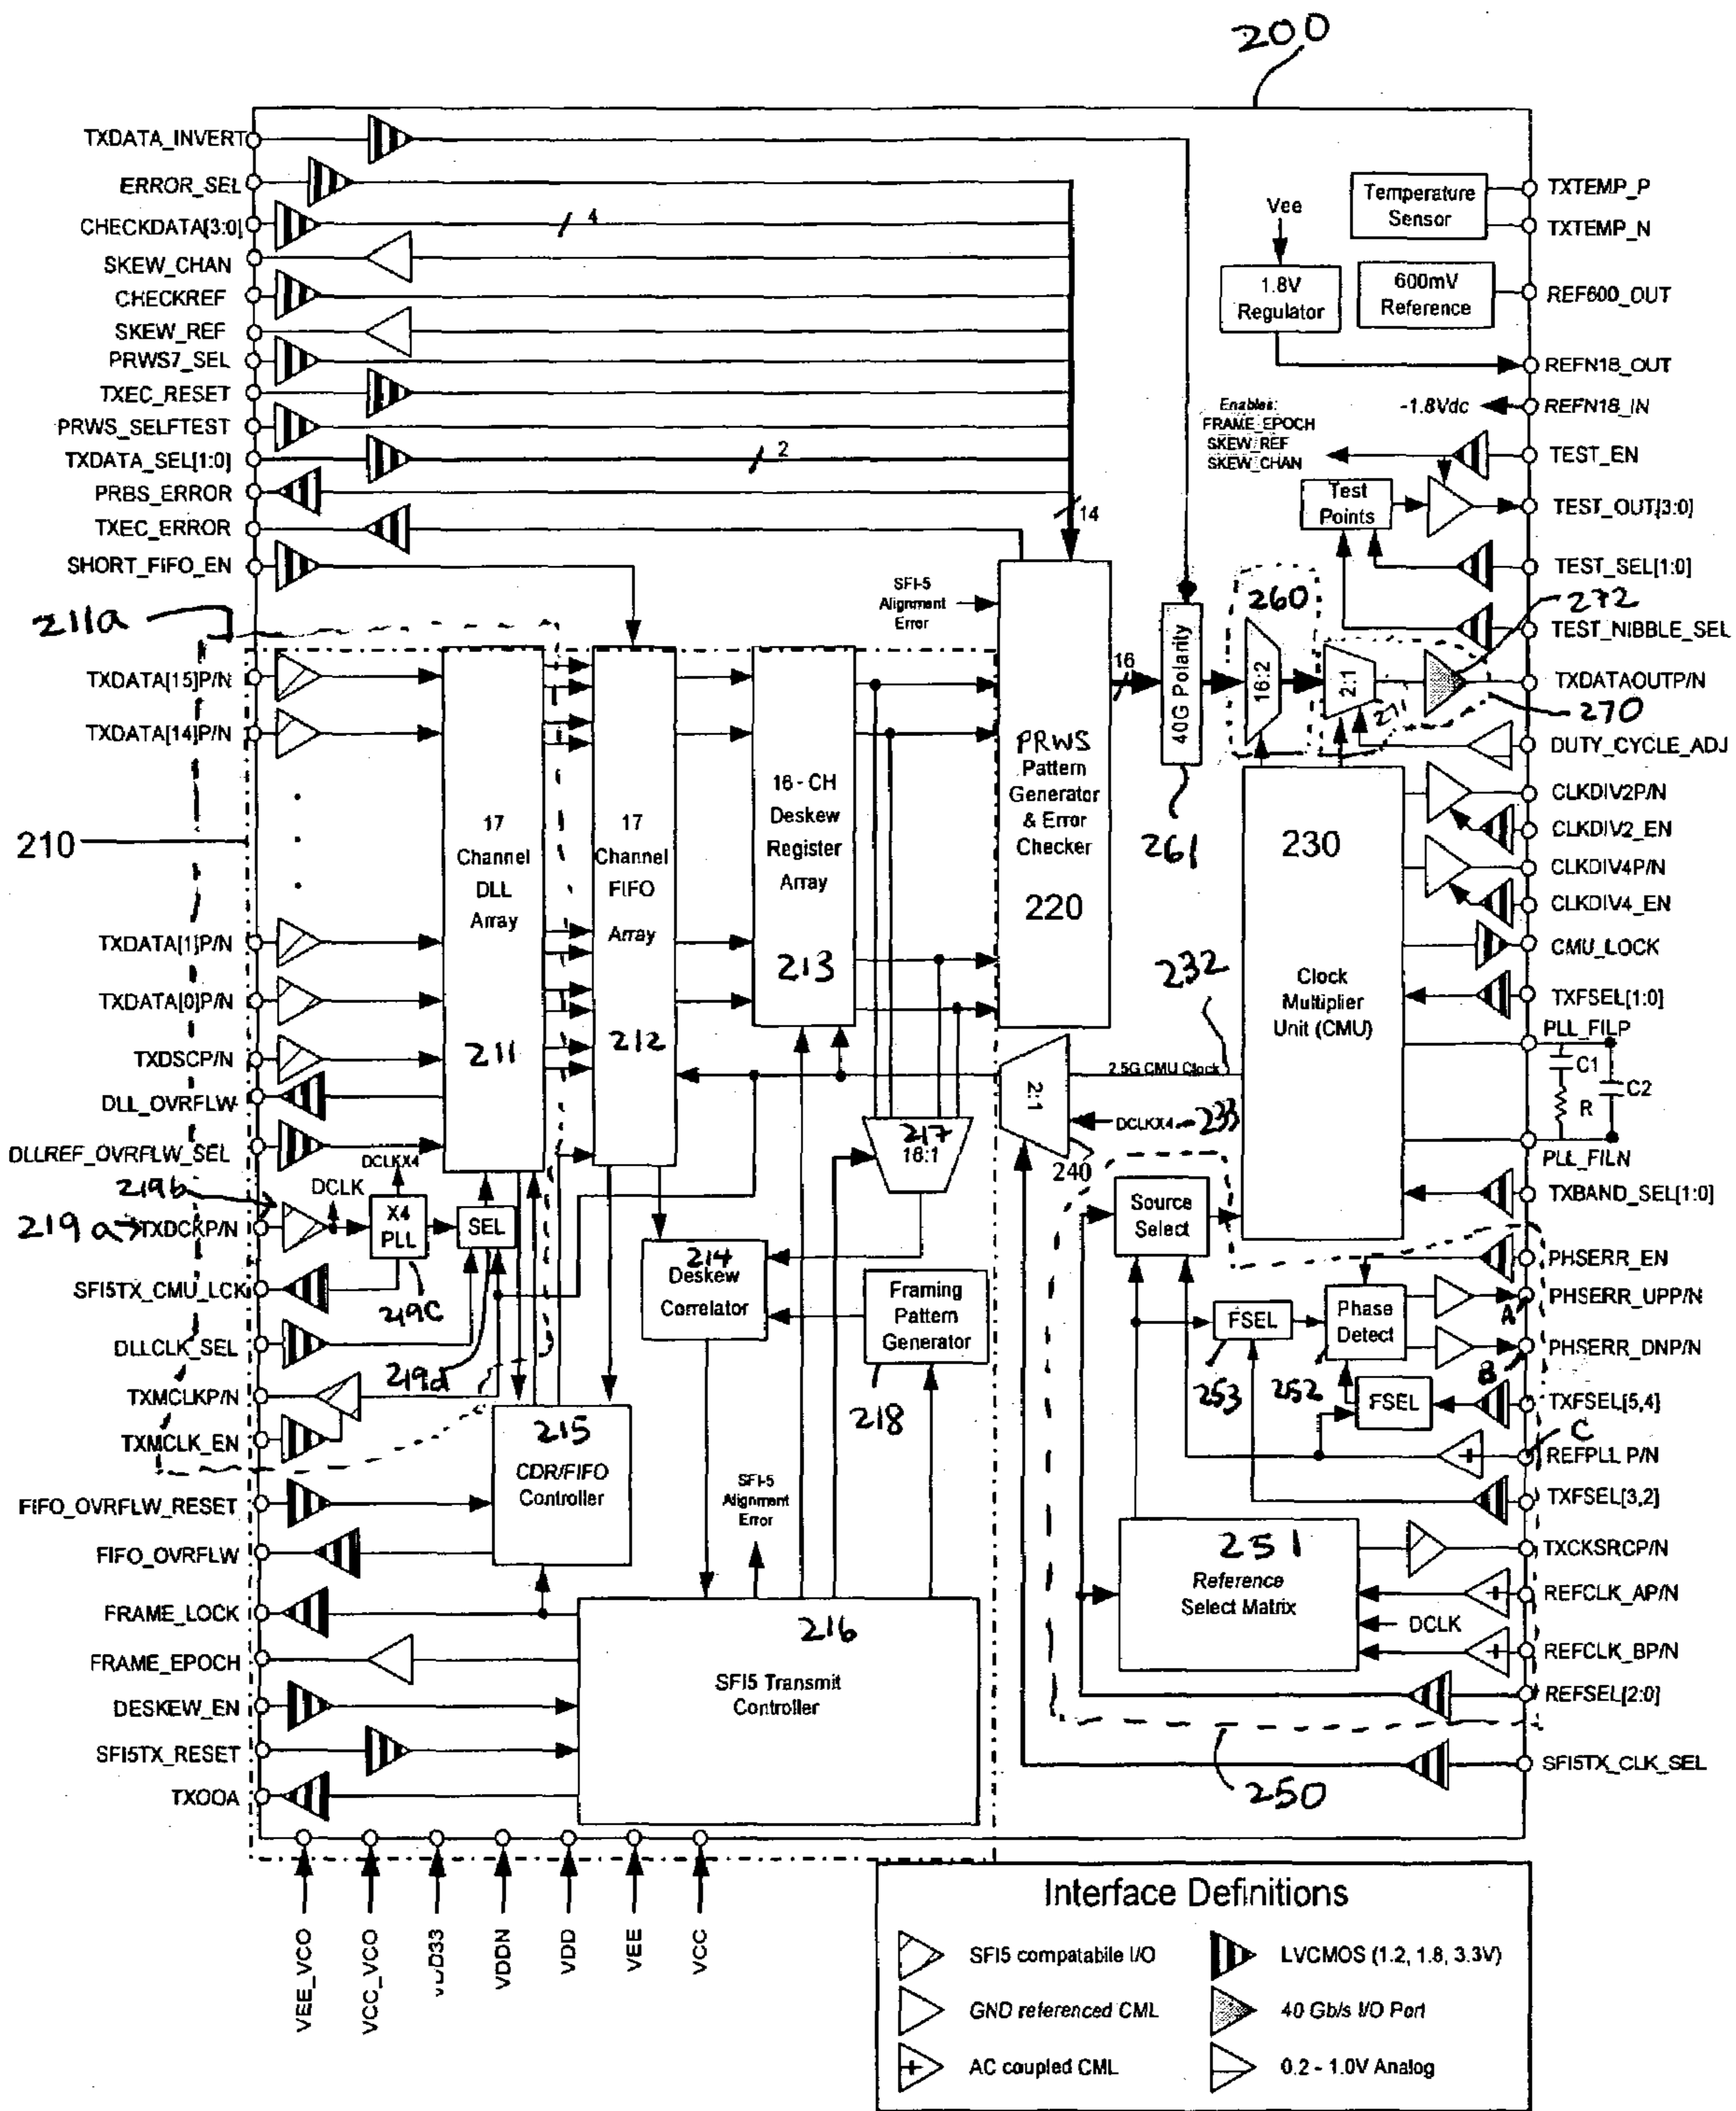 200
TXDATA_INVERT
ERROR_SEL
CHECKDATA[3:0]
4
SKEW_CHAN
CHECKREF
SKEW_REF
PRWS7_SEL
TXEC_RESET
PRWS_SELFTEST
TXDATA_SEL[1:0]
2
PRBS_ERROR
TXEC_ERROR
14
SHORT_FIFO_EN
Temperature
Sensor
TXTEMP_P
TXTEMP_N
Vee
1.8V
Regulator
600mV
Reference
REF600_OUT
REFN18_OUT
-1.8Vdc
REFN18_IN
Enables:
FRAME_EPOCH
SKEW_REF
SKEW_CHAN
TEST_EN
Test
Points
TEST_OUT[3:0]
TEST_SEL[1:0]
272
TEST_NIBBLE_SEL
SFI-5
Alignment
Error
211a
TXDATA[15]P/N
TXDATA[14]P/N
210
TXDATA[1]P/N
TXDATA[0]P/N
TXDSCP/N
DLL_OVRFLW
DLLREF_OVRFLW_SEL
17
Channel
DLL
Array
211
17
Channel
FIFO
Array
212
16 - CH
Deskew
Register
Array
213
PRWS
Pattern
Generator
& Error
Checker
220
16
40G Polarity
261
260
16:2
2:1
271
TXDATAOUTP/N
270
DUTY_CYCLE_ADJ
CLKDIV2P/N
CLKDIV2_EN
CLKDIV4P/N
CLKDIV4_EN
CMU_LOCK
TXFSEL[1:0]
230
Clock
Multiplier
Unit (CMU)
232
2.5G CMU Clock
2:1
DCLKX4
233
240
217
16:1
PLL_FILP
C1
R
C2
PLL_FILN
TXBAND_SEL[1:0]
219b
219a
TXDCKP/N
DCLK
DCLKX4
X4
PLL
SEL
SFI5TX_CMU_LCK
219c
DLLCLK_SEL
219d
TXMCLKP/N
TXMCLK_EN
214
Deskew
Correlator
Framing
Pattern
Generator
218
Source
Select
PHSERR_EN
PHSERR_UPP/N
A
PHSERR_DNP/N
B
FSEL
Phase
Detect
253
252
FSEL
TXFSEL[5,4]
C
REFPLL P/N
TXFSEL[3,2]
215
CDR/FIFO
Controller
FIFO_OVRFLW_RESET
FIFO_OVRFLW
SFI-5
Alignment
Error
251
Reference
Select Matrix
TXCKSRCP/N
REFCLK_AP/N
DCLK
REFCLK_BP/N
REFSEL[2:0]
FRAME_LOCK
FRAME_EPOCH
DESKEW_EN
SFI5TX_RESET
TXOOA
216
SFI5 Transmit
Controller
250
SFI5TX_CLK_SEL
VEE_VCO
VCC_VCO
VDD33
VDDN
VDD
VEE
VCC
Interface Definitions
SFI5 compatabile I/O
LVCMOS (1.2, 1.8, 3.3V)
GND referenced CML
40 Gb/s I/O Port
AC coupled CML
0.2 - 1.0V Analog